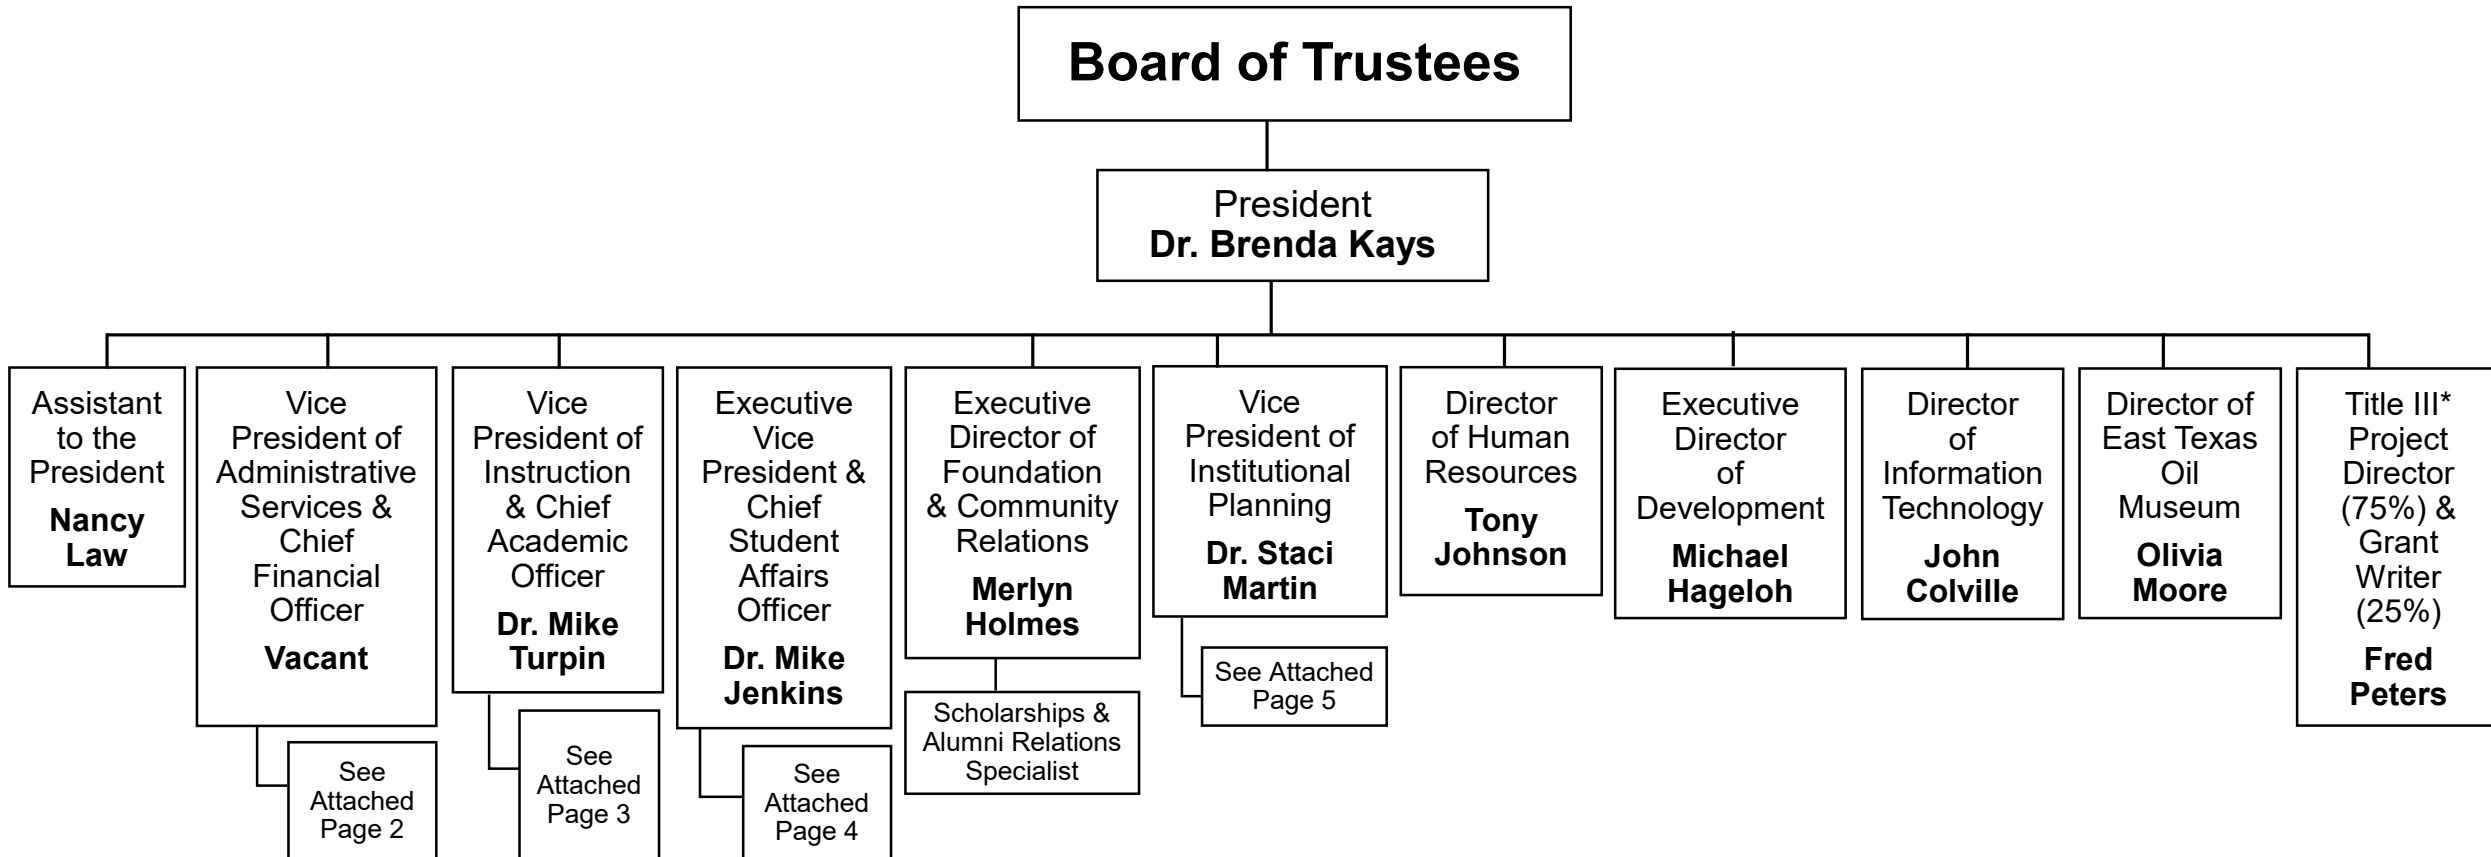 Board of Trustees
President
Dr. Brenda Kays
Assistant
to the
President
Nancy
Law
Vice
President of
Administrative
Services &
Chief
Financial
Officer
Vacant
See
Attached
Page 2
Vice
President of
Instruction
& Chief
Academic
Officer
Dr. Mike
Turpin
See
Attached
Page 3
Executive
Vice
President &
Chief
Student
Affairs
Officer
Dr. Mike
Jenkins
See
Attached
Page 4
Executive
Director of
Foundation
& Community
Relations
Merlyn
Holmes
Scholarships &
Alumni Relations
Specialist
Vice
President of
Institutional
Planning
Dr. Staci
Martin
See Attached
Page 5
Director
of Human
Resources
Tony
Johnson
Executive
Director
of
Development
Michael
Hageloh
Director
of
Information
Technology
John
Colville
Director of
East Texas
Oil
Museum
Olivia
Moore
Title III*
Project
Director
(75%) &
Grant
Writer
(25%)
Fred
Peters